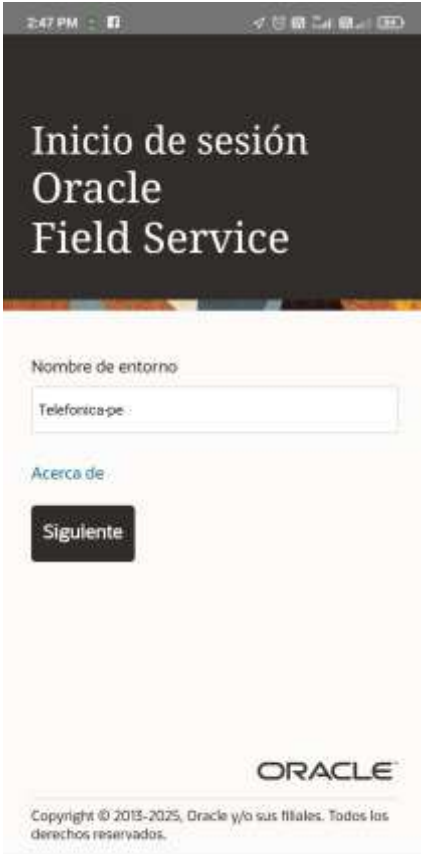 2:47 PM
Inicio de sesión
Oracle
Field Service
Nombre de entorno
Telefonica-pe
Acerca de
Siguiente
ORACLE
Copyright © 2013-2025, Oracle y/o sus filiales. Todos los
derechos reservados.